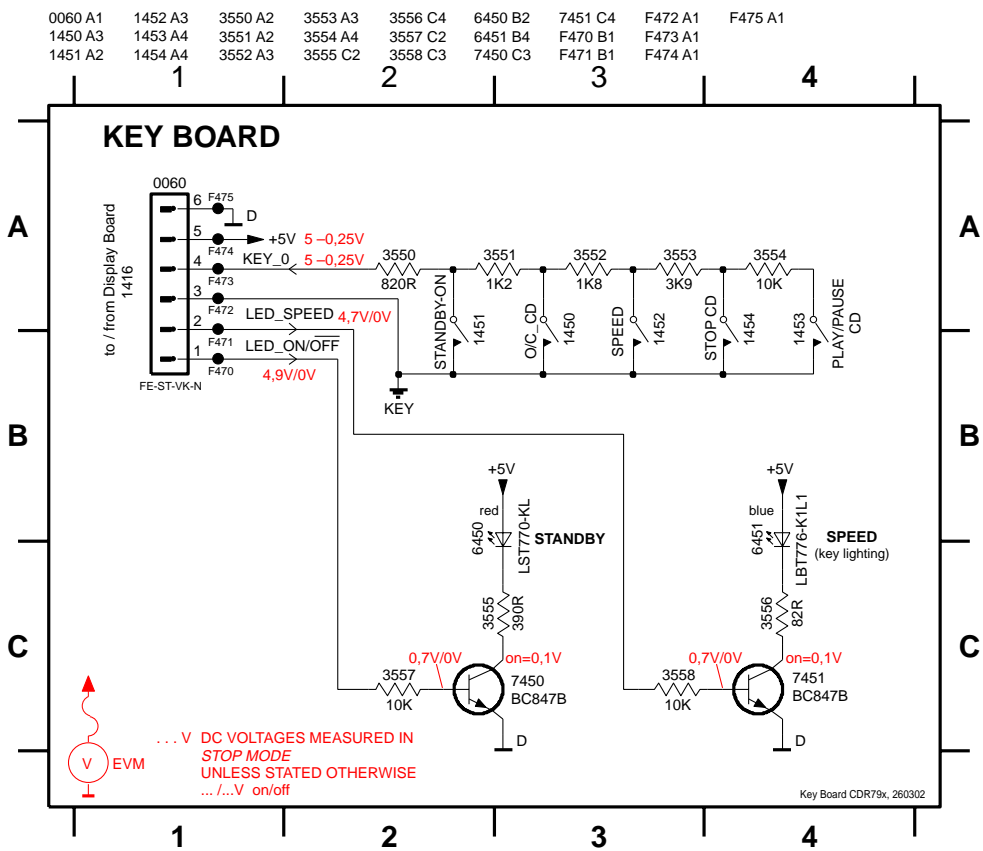 0060 A1 1452 A3 3550 A2 3553 A3 3556 C4 6450 B2 7451 C4 F472 A1 F475 A1
1450 A3 1453 A4 3551 A2 3554 A4 3557 C2 6451 B4 F470 B1 F473 A1
1451 A2 1454 A4 3552 A3 3555 C2 3558 C3 7450 C3 F471 B1 F474 A1
1 2 3 4
KEY BOARD
0060
6 F475
D
A A
5 +5V 5 –0,25V
F474
4 KEY_0 5 –0,25V 3550 3551 3552 3553 3554
F473 820R 1K2 1K8 3K9 10K
3
F472
to / from Display Board
1416
2 LED_SPEED 4,7V/0V
F471
1 LED_ON/OFF
F470
4,9V/0V
FE-ST-VK-N
STANDBY-ON
1451
O/C_CD
1450
SPEED
1452
STOP CD
1454
1453
PLAY/PAUSE
CD
KEY
B B
+5V +5V
red
6450
LST770-KL
STANDBY
blue
6451
LBT776-K1L1
SPEED
(key lighting)
3555
390R
3556
82R
C C
0,7V/0V on=0,1V 0,7V/0V on=0,1V
3557 7450 3558 7451
10K BC847B 10K BC847B
D D
V EVM
. . . V DC VOLTAGES MEASURED IN
STOP MODE
UNLESS STATED OTHERWISE
... /...V on/off
Key Board CDR79x, 260302
1 2 3 4